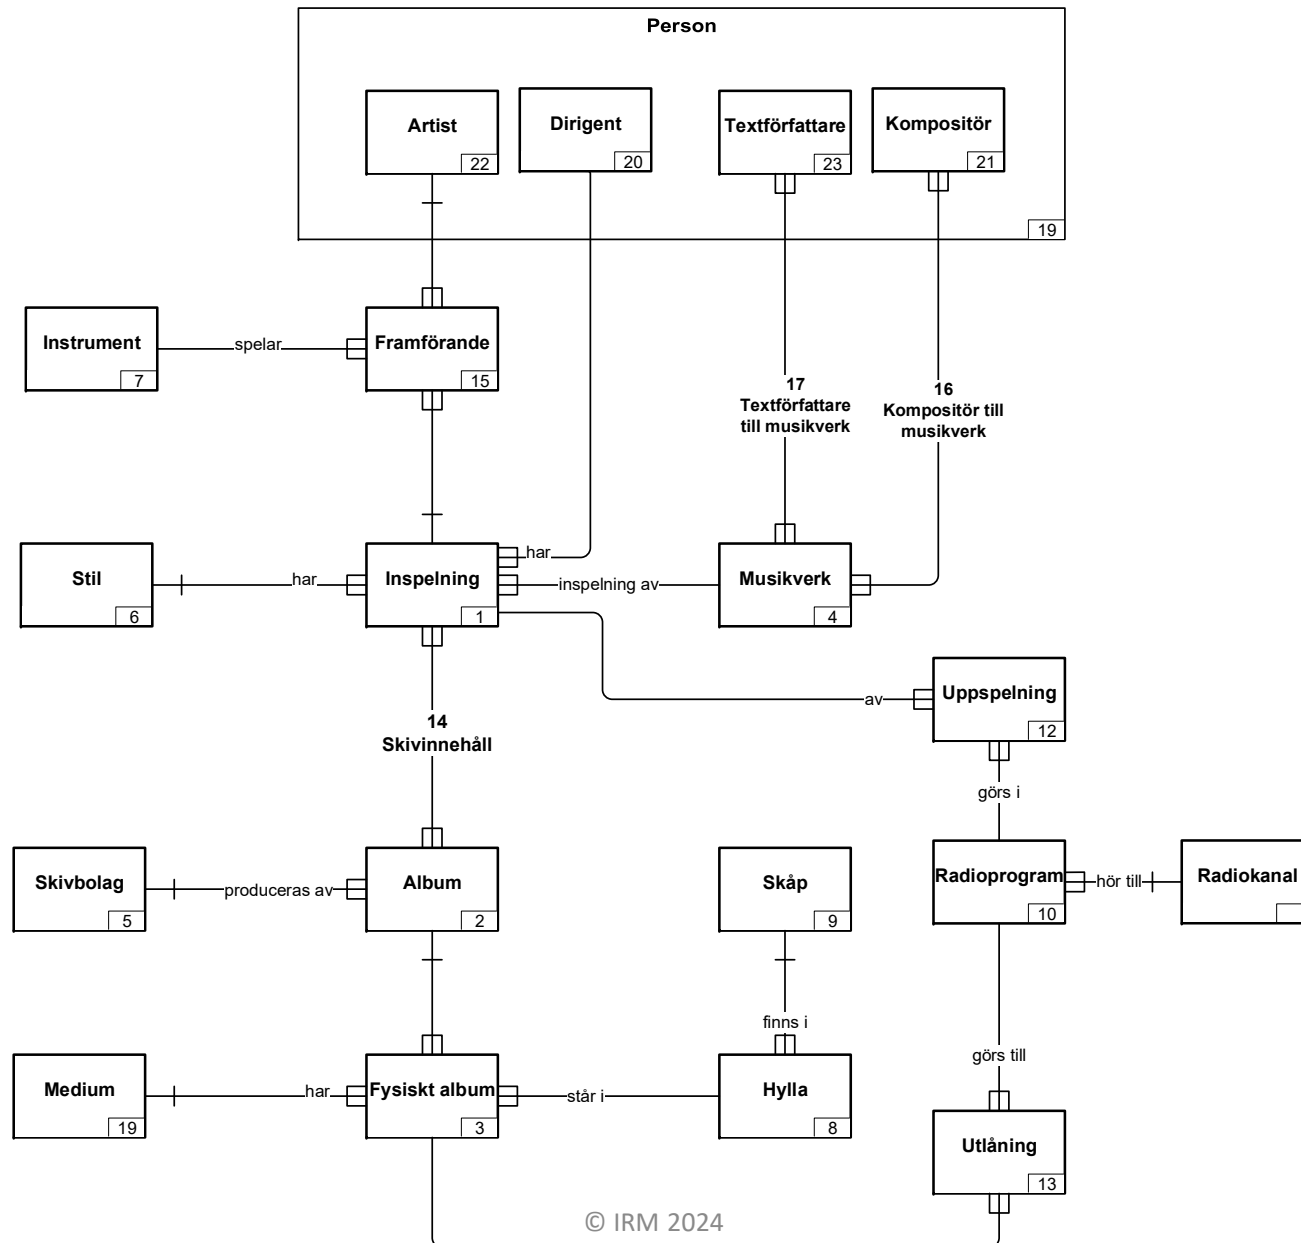 Person
Artist
22
Dirigent
20
Textförfattare
23
Kompositör
21
19
Instrument
7
spelar
Framförande
15
17
Textförfattare
till musikverk
16
Kompositör till
musikverk
Stil
6
har
Inspelning
1
har
inspelning av
Musikverk
4
av
Uppspelning
12
14
Skivinnehåll
görs i
Skivbolag
5
produceras av
Album
2
Skåp
9
Radioprogram
10
hör till
Radiokanal
finns i
görs till
Medium
19
har
Fysiskt album
3
står i
Hylla
8
Utlåning
13
© IRM 2024